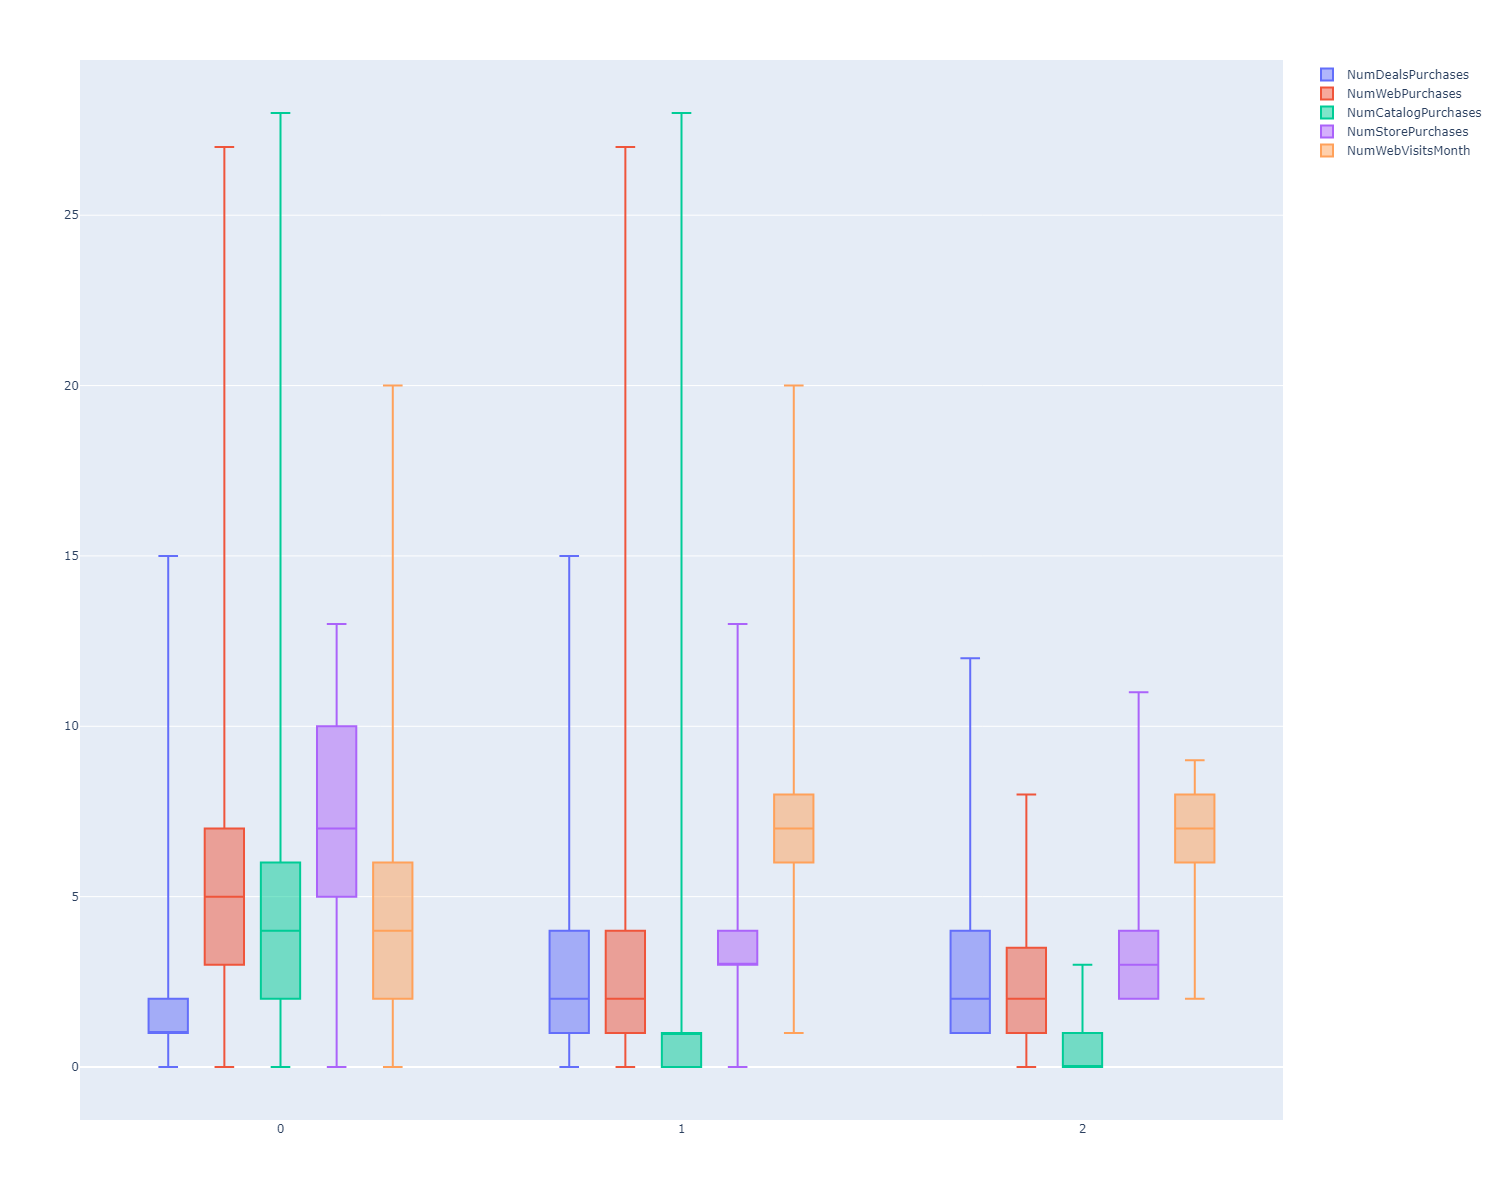 NumDealsPurchases
NumWebPurchases
NumCatalogPurchases
NumStorePurchases
NumWebVisitsMonth
25
20
15
10
5
0
0 1 2